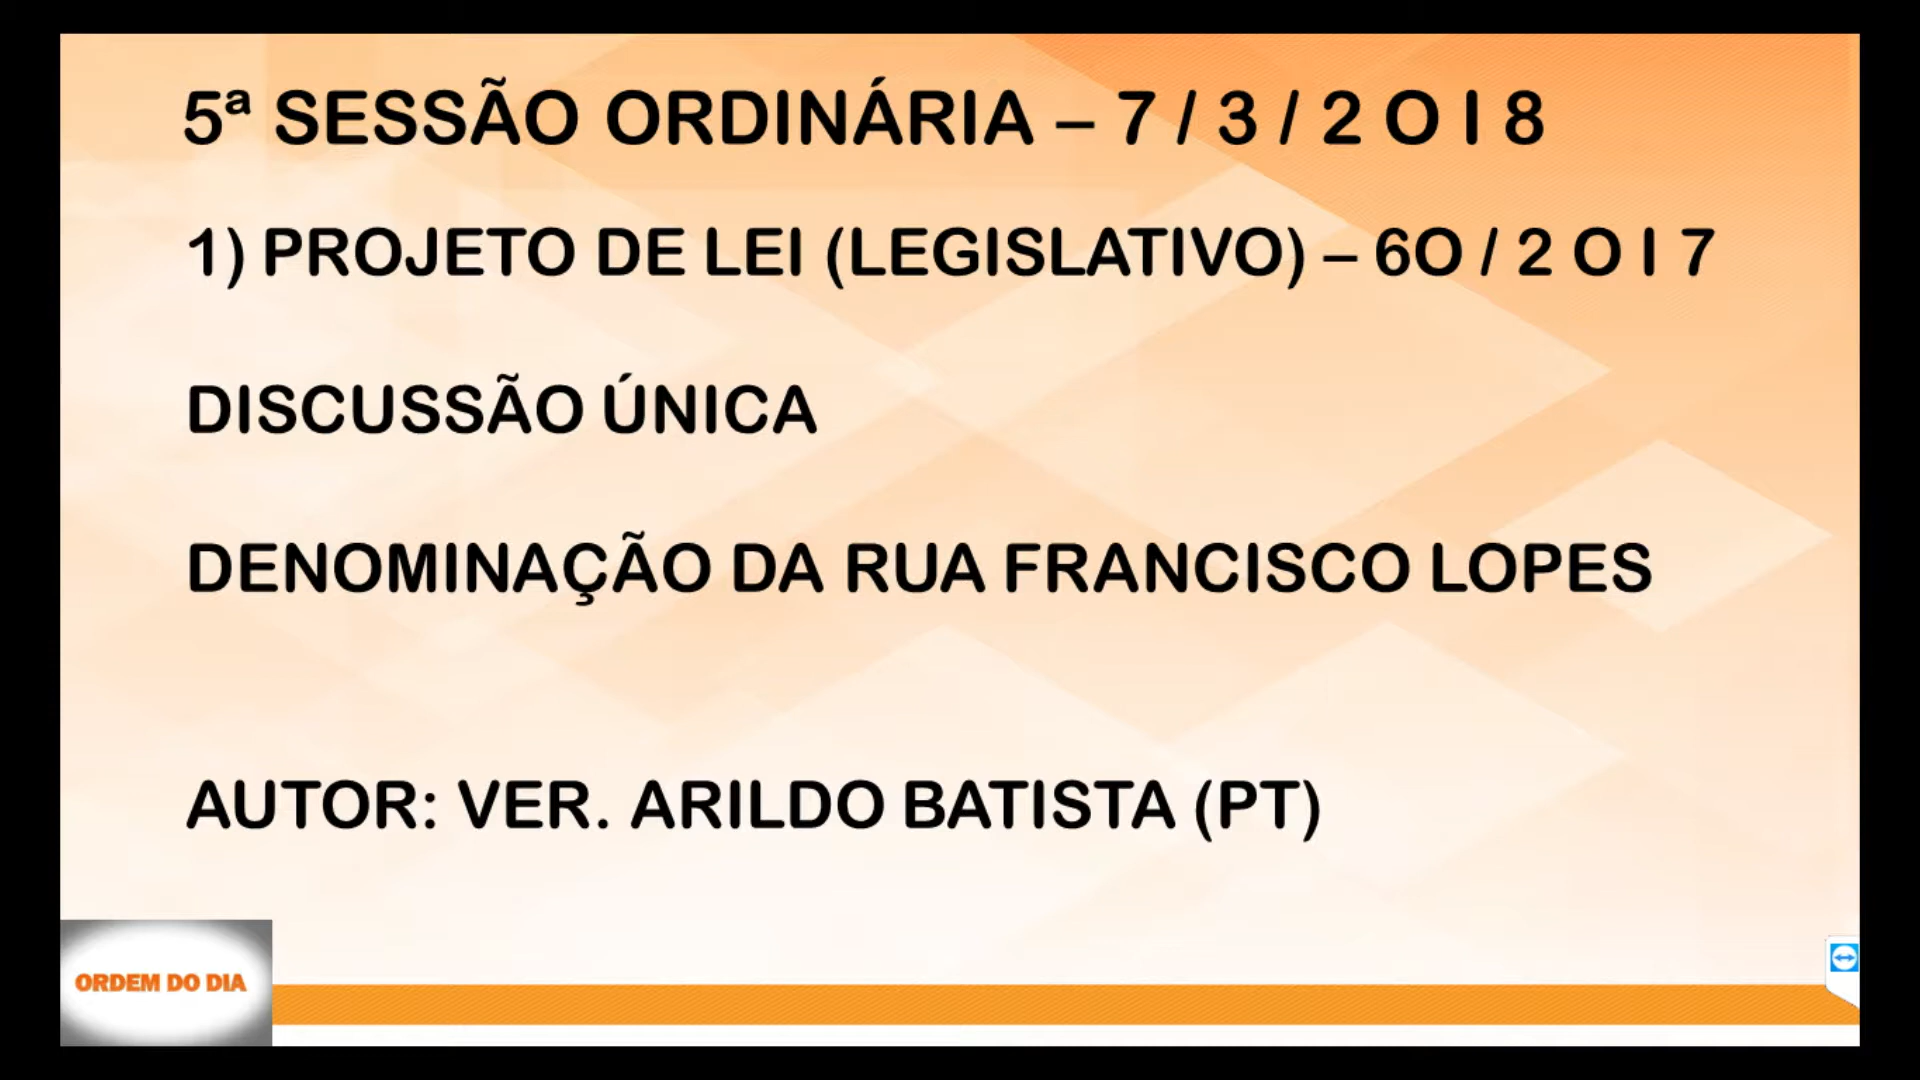 5ª SESSÃO ORDINÁRIA – 7 / 3 / 2 O I 8
1) PROJETO DE LEI (LEGISLATIVO) – 6O / 2 O I 7
DISCUSSÃO ÚNICA
DENOMINAÇÃO DA RUA FRANCISCO LOPES
AUTOR: VER. ARILDO BATISTA (PT)
ORDEM DO DIA